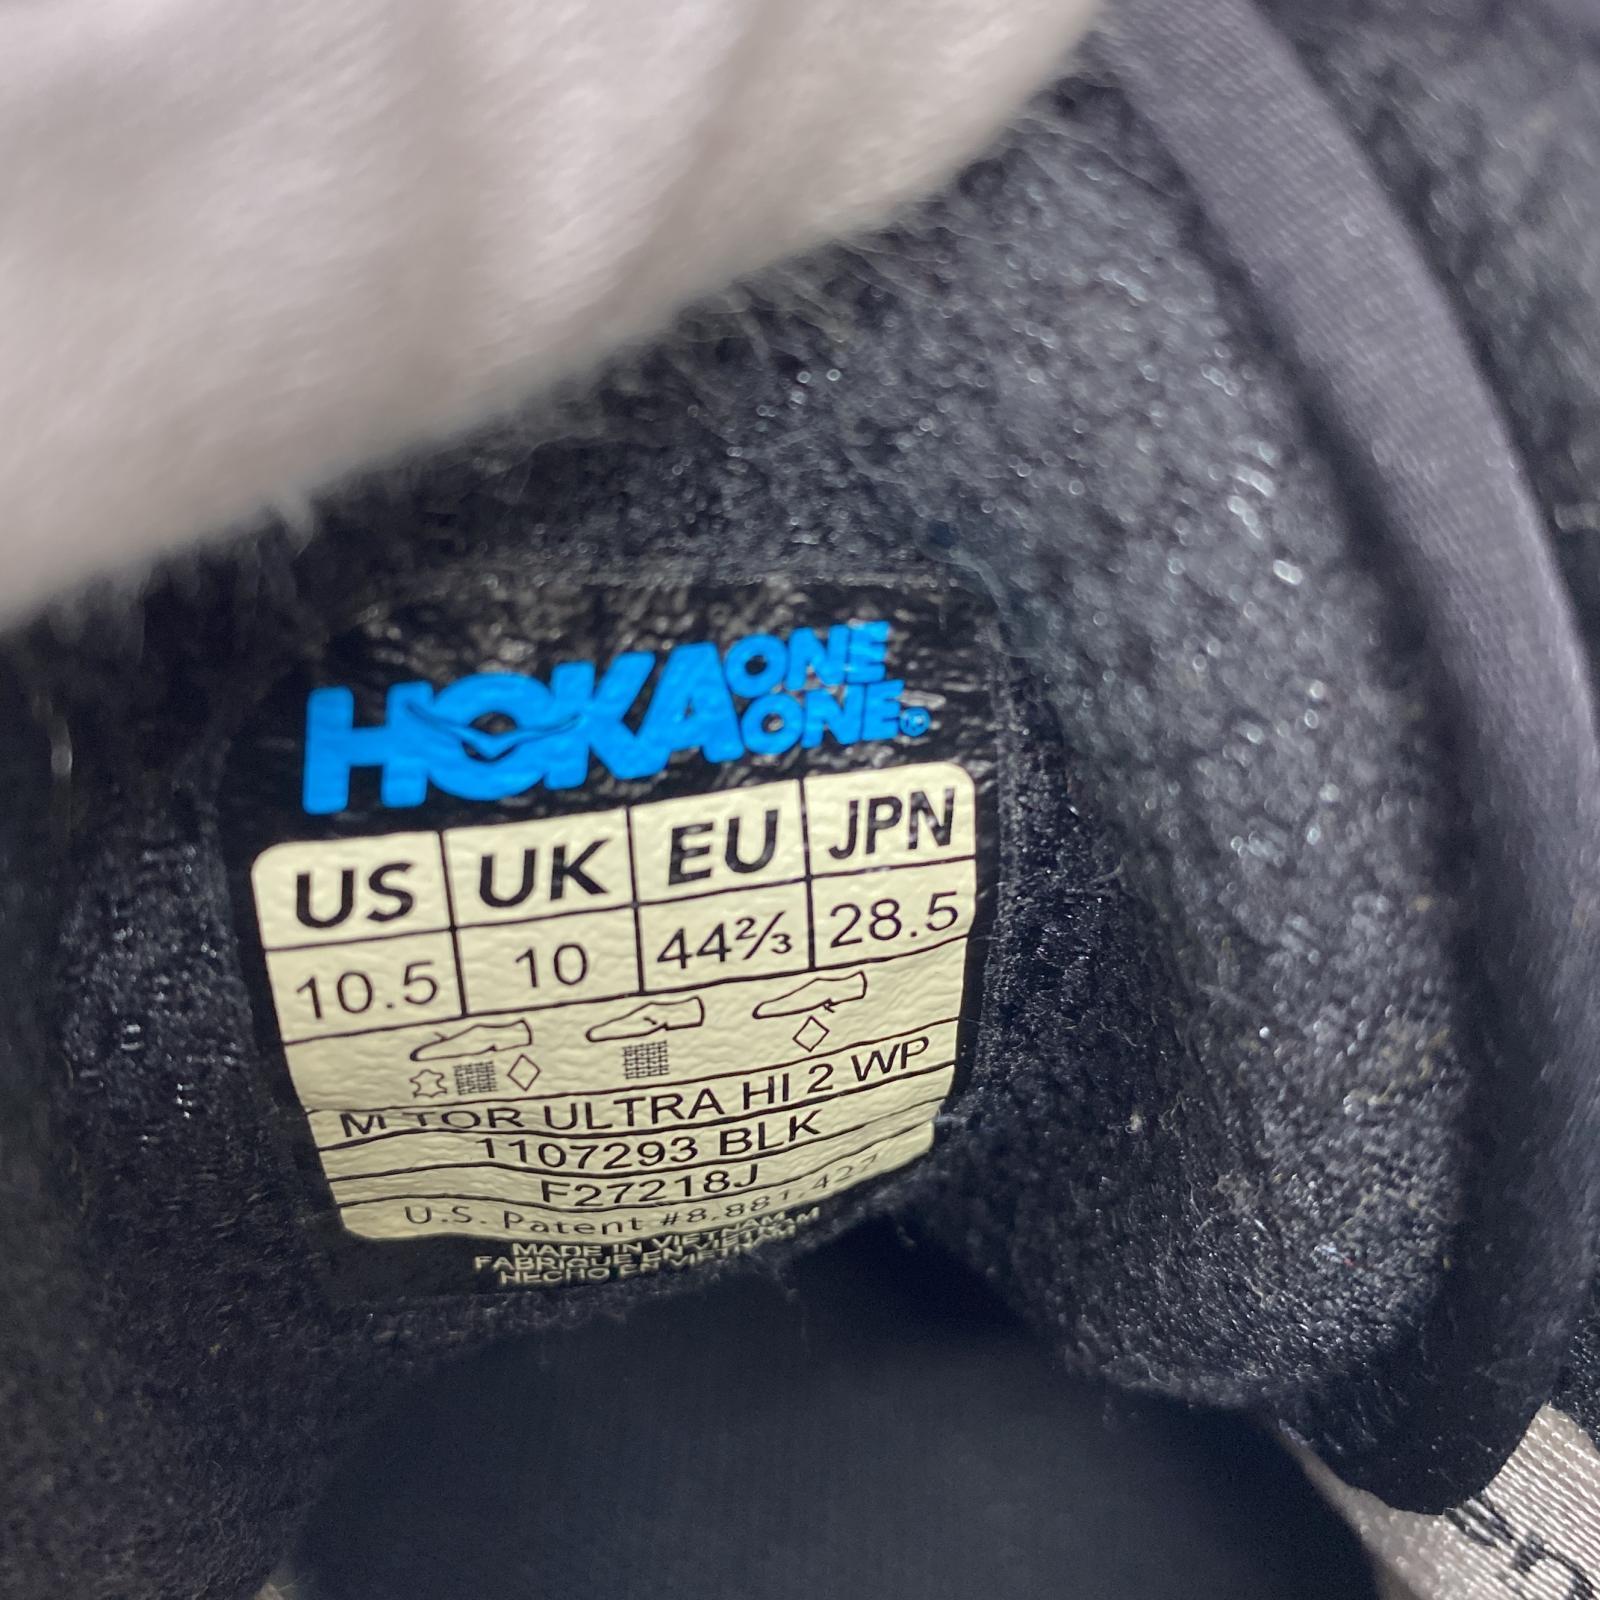 HOKA ONE ONE®
US UK EU JPN
10.5 10 44⅔ 28.5
M TOR ULTRA HI 2 WP
1107293 BLK
F27218J
U.S. Patent #8,881,427
MADE IN VIETNAM
FABRIQUE EN VIETNAM
HECHO EN VIETNAM